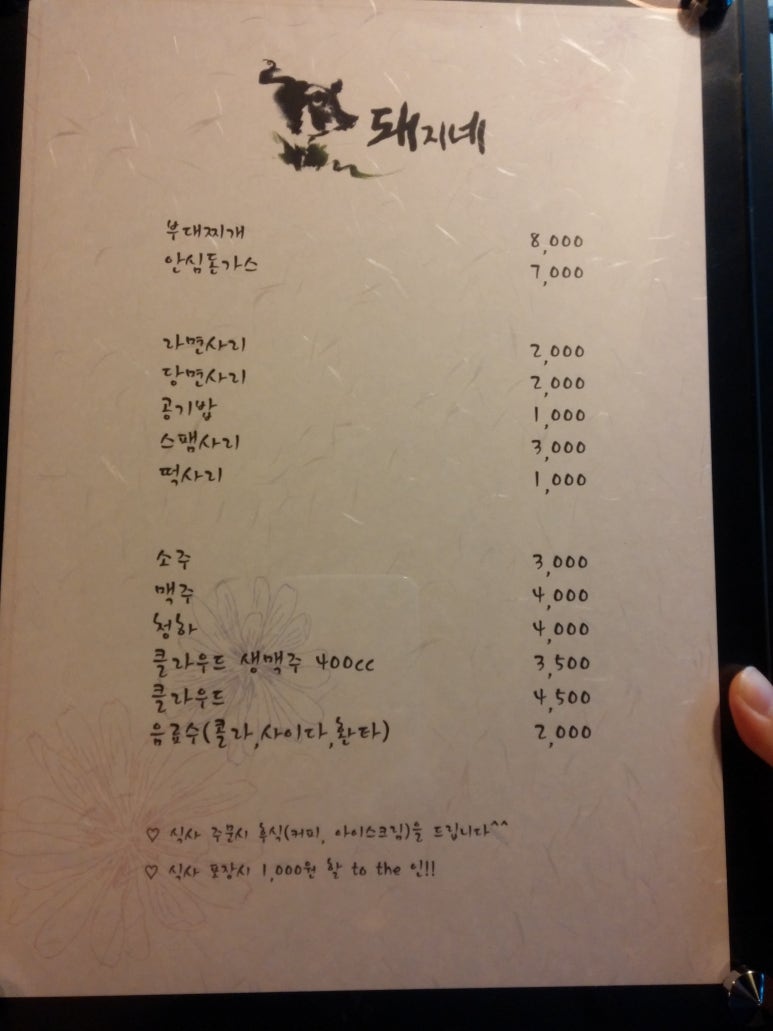 돼지네
부대찌개 8,000
안심돈가스 7,000
라면사리 2,000
당면사리 2,000
공기밥 1,000
스팸사리 3,000
떡사리 1,000
소주 3,000
맥주 4,000
청하 4,000
클라우드 생맥주 400cc 3,500
클라우드 4,500
음료수(콜라,사이다,환타) 2,000
♡ 식사 주문시 후식(커피, 아이스크림)을 드립니다^^
♡ 식사 포장시 1,000원 할 to the 인!!